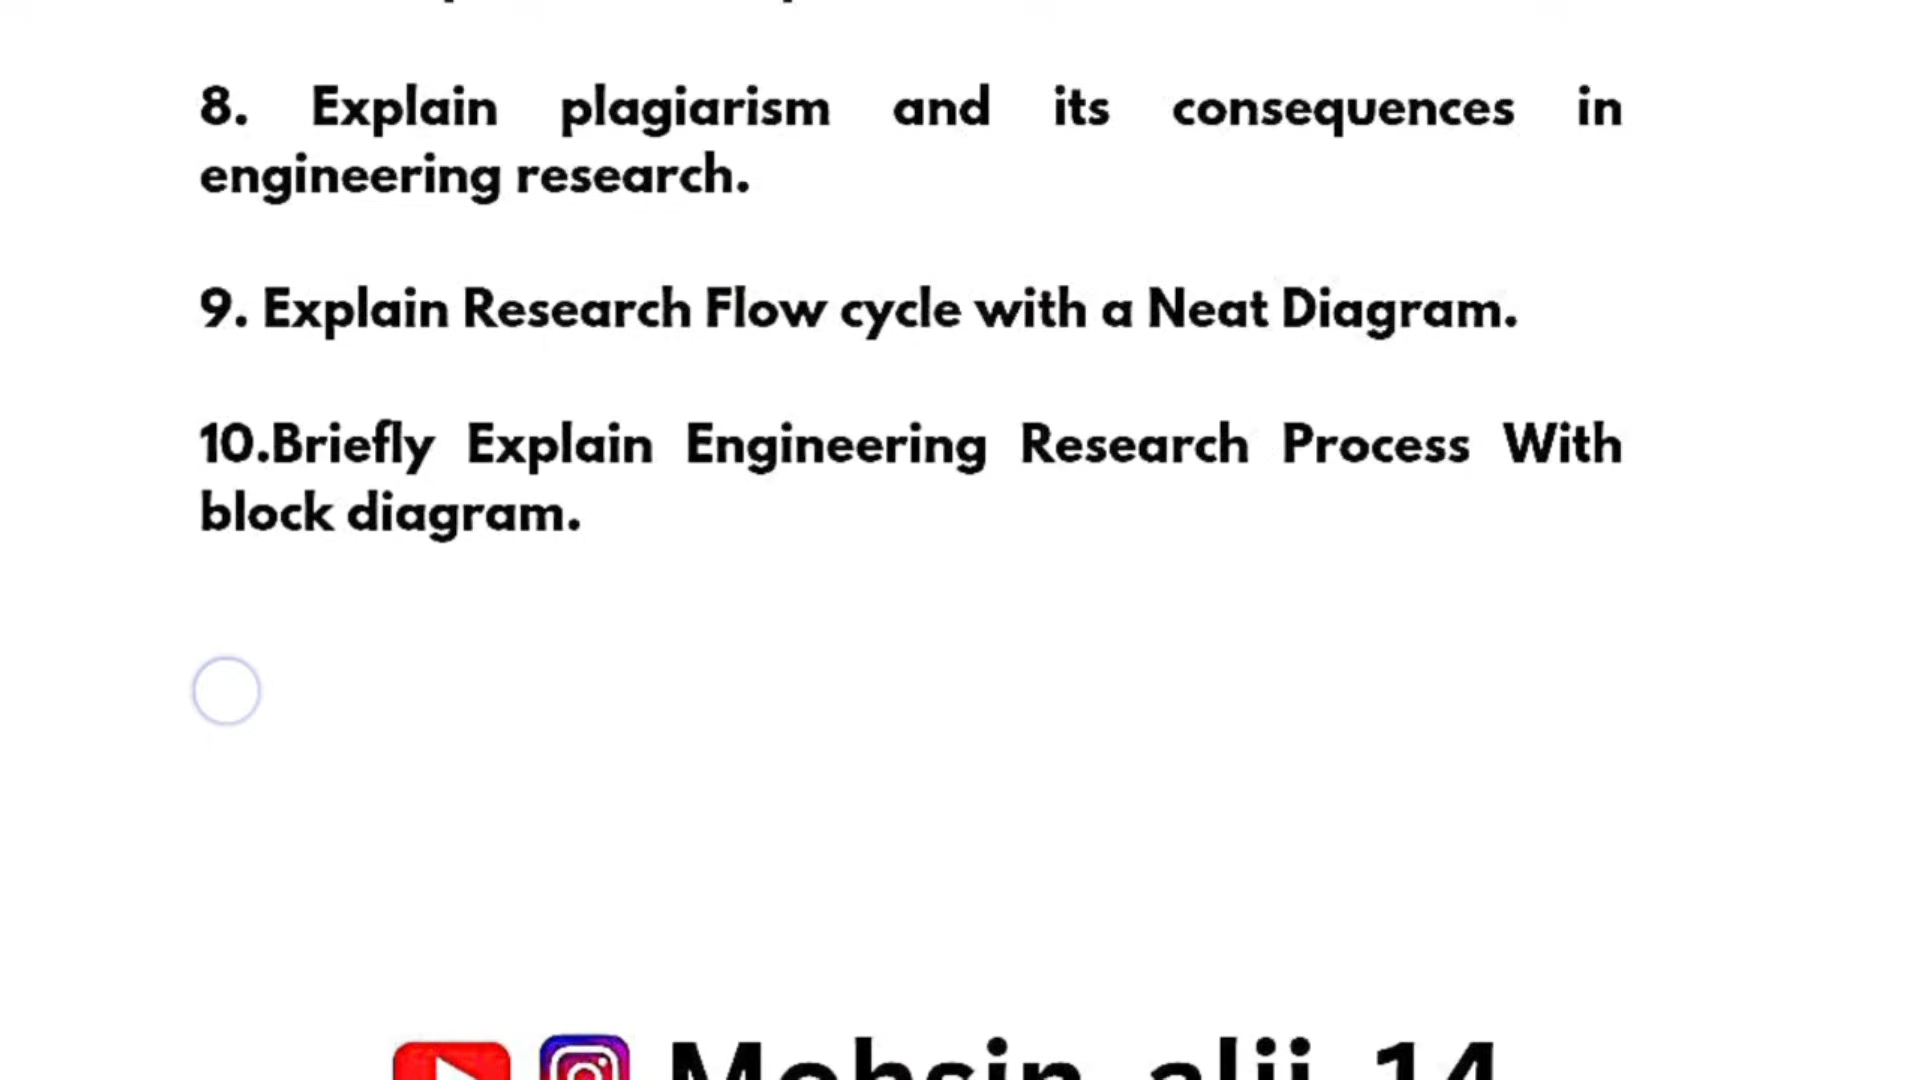 8. Explain plagiarism and its consequences in
engineering research.
9. Explain Research Flow cycle with a Neat Diagram.
10.Briefly Explain Engineering Research Process With
block diagram.
Mohsin_alii_14